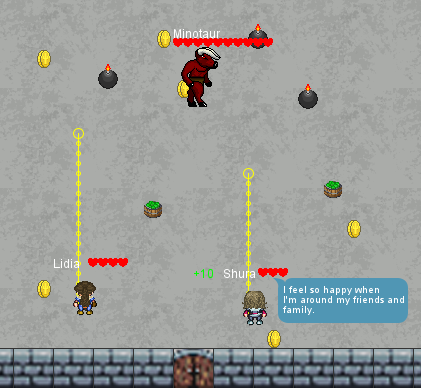 Minotaur
Lidia
+10
Shura
I feel so happy when
I'm around my friends and
family.